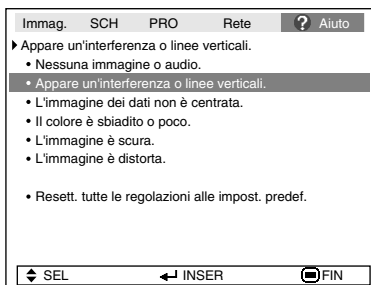 Immag. SCH PRO Rete ? Aiuto
Appare un'interferenza o linee verticali.
• Nessuna immagine o audio.
• Appare un'interferenza o linee verticali.
• L'immagine dei dati non è centrata.
• Il colore è sbiadito o poco.
• L'immagine è scura.
• L'immagine è distorta.
• Resett. tutte le regolazioni alle impost. predef.
SEL INSER FIN